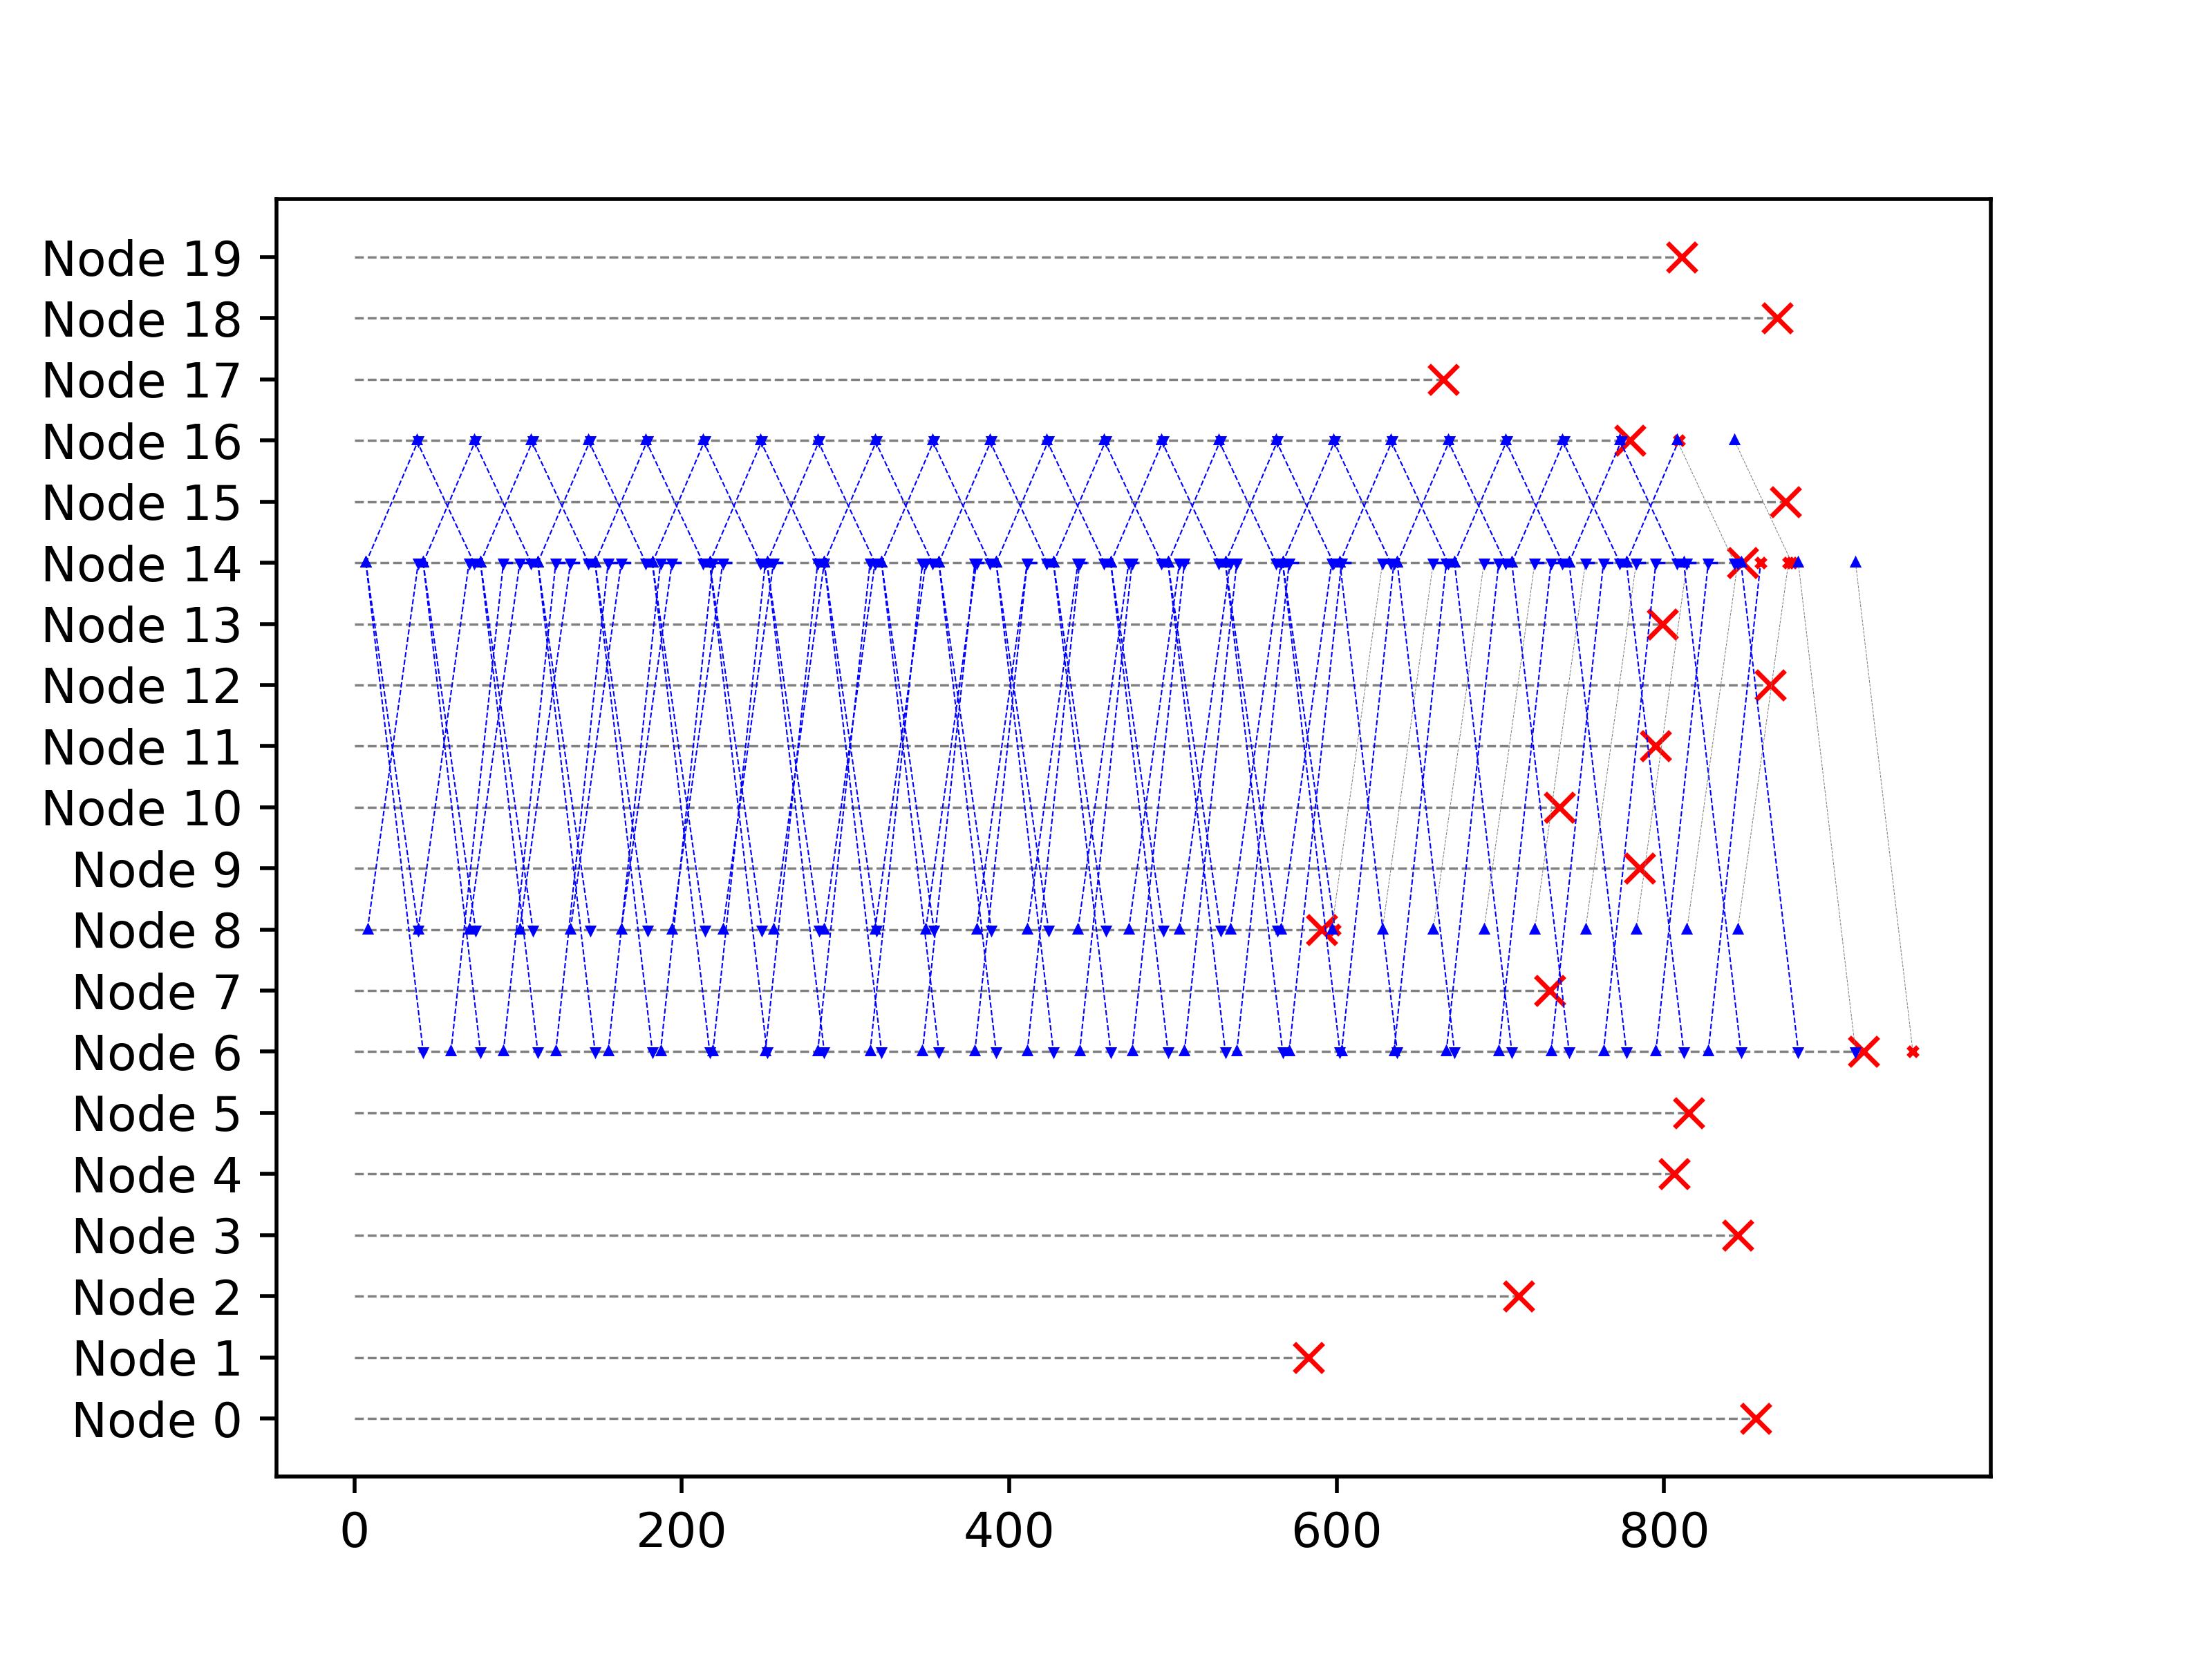 Node 19
Node 18
Node 17
Node 16
Node 15
Node 14
Node 13
Node 12
Node 11
Node 10
Node 9
Node 8
Node 7
Node 6
Node 5
Node 4
Node 3
Node 2
Node 1
Node 0
0 200 400 600 800